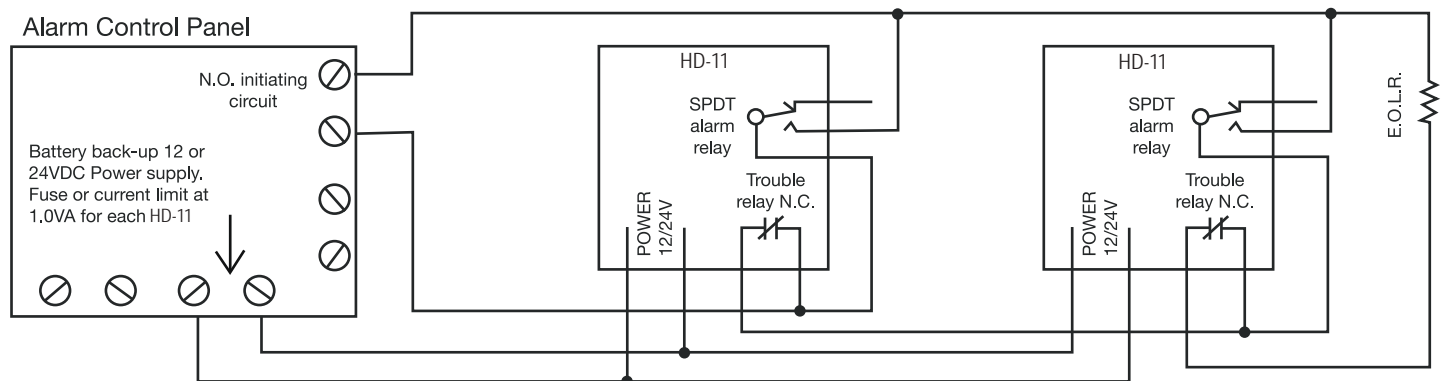 Alarm Control Panel
N.O. initiating
circuit
Battery back-up 12 or
24VDC Power supply.
Fuse or current limit at
1.0VA for each HD-11
HD-11
SPDT
alarm
relay
Trouble
relay N.C.
POWER
12/24V
HD-11
SPDT
alarm
relay
Trouble
relay N.C.
POWER
12/24V
E.O.L.R.